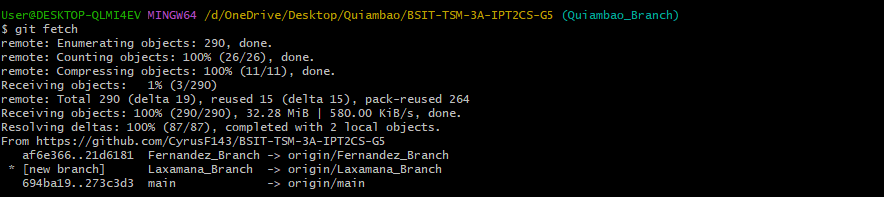 User@DESKTOP-QLMI4EV MINGW64 /d/OneDrive/Desktop/Quiambao/BSIT-TSM-3A-IPT2CS-G5 (Quiambao_Branch)
$ git fetch
remote: Enumerating objects: 290, done.
remote: Counting objects: 100% (26/26), done.
remote: Compressing objects: 100% (11/11), done.
Receiving objects:   1% (3/290)
remote: Total 290 (delta 19), reused 15 (delta 15), pack-reused 264
Receiving objects: 100% (290/290), 32.28 MiB | 580.00 KiB/s, done.
Resolving deltas: 100% (87/87), completed with 2 local objects.
From https://github.com/CyrusF143/BSIT-TSM-3A-IPT2CS-G5
   af6e366..21d6181  Fernandez_Branch -> origin/Fernandez_Branch
 * [new branch]      Laxamana_Branch  -> origin/Laxamana_Branch
   694ba19..273c3d3  main             -> origin/main